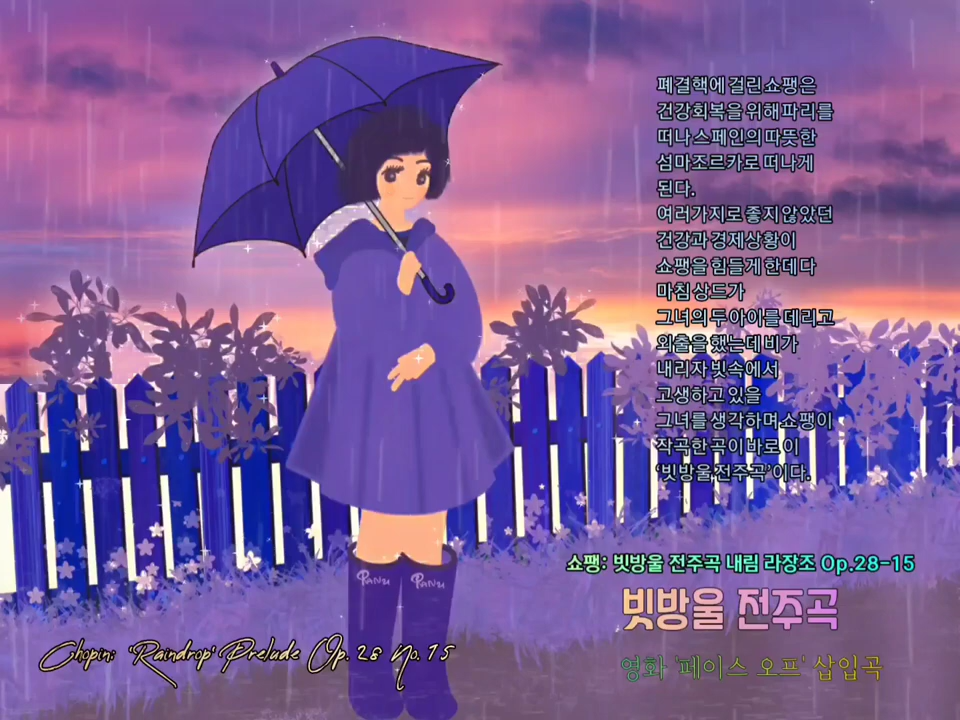 폐결핵에 걸린 쇼팽은
건강회복을 위해 파리를
떠나 스페인의 따뜻한
섬마조르카로 떠나게
된다.
여러가지로 좋지 않았던
건강과 경제상황이
쇼팽을 힘들게 한데다
마침 상드가
그녀의 두아이를 데리고
외출을 했는데 비가
내리자 빗속에서
고생하고 있을
그녀를 생각하며 쇼팽이
작곡한 곡이 바로 이
'빗방울전주곡'이다.
PANU PANU
쇼팽: 빗방울 전주곡 내림 라장조 Op.28-15
빗방울 전주곡
Chopin: 'Raindrop' Prelude Op. 28 No. 15
영화 '페이스 오프' 삽입곡